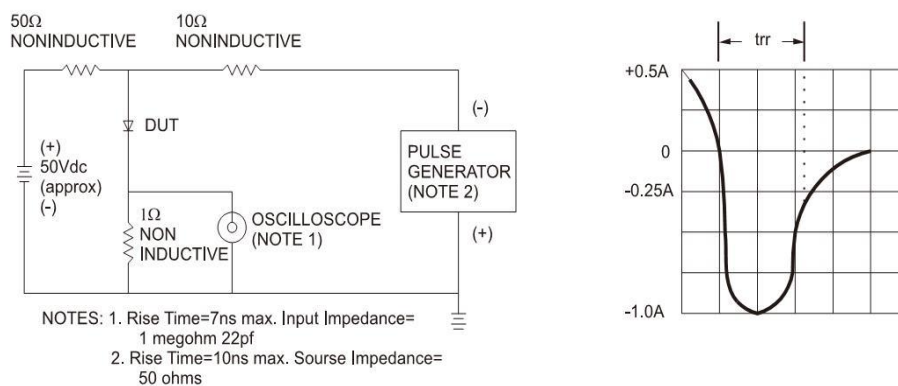 50Ω
NONINDUCTIVE
10Ω
NONINDUCTIVE
DUT
(+)
50Vdc
(approx)
(-)
1Ω
NON
INDUCTIVE
OSCILLOSCOPE
(NOTE 1)
(-)
PULSE
GENERATOR
(NOTE 2)
(+)
NOTES: 1. Rise Time=7ns max. Input Impedance=
1 megohm 22pf
2. Rise Time=10ns max. Sourse Impedance=
50 ohms
trr
+0.5A
0
-0.25A
-1.0A